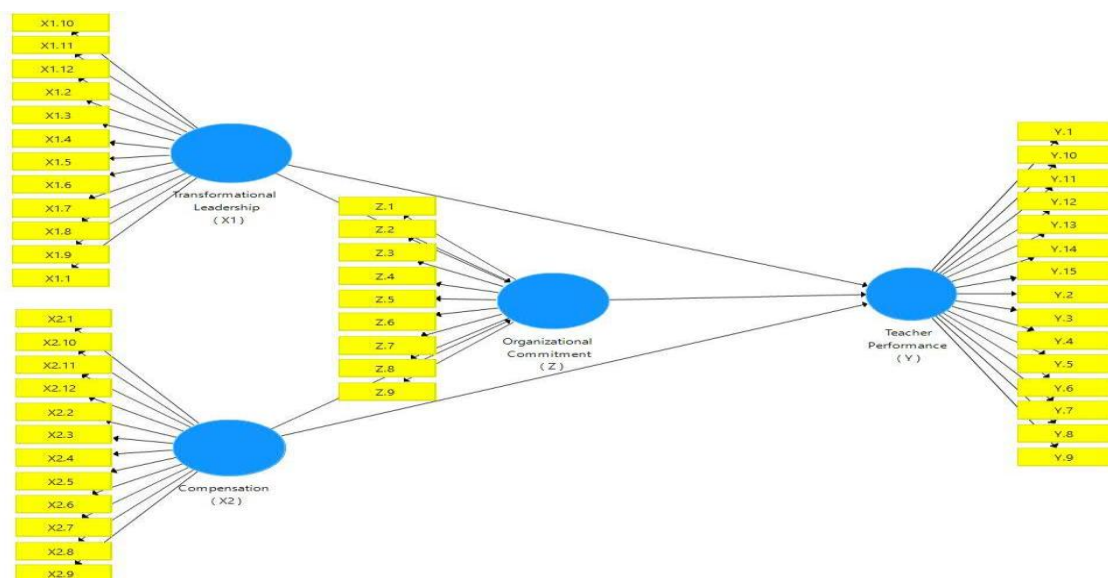 X1.10
X1.11
X1.12
X1.2
X1.3
X1.4
X1.5
X1.6
X1.7
X1.8
X1.9
X1.1
Transformational
Leadership
( X1 )
X2.1
X2.10
X2.11
X2.12
X2.2
X2.3
X2.4
X2.5
X2.6
X2.7
X2.8
X2.9
Compensation
( X2 )
Z.1
Z.2
Z.3
Z.4
Z.5
Z.6
Z.7
Z.8
Z.9
Organizational
Commitment
( Z )
Teacher
Performance
( Y )
Y.1
Y.10
Y.11
Y.12
Y.13
Y.14
Y.15
Y.2
Y.3
Y.4
Y.5
Y.6
Y.7
Y.8
Y.9